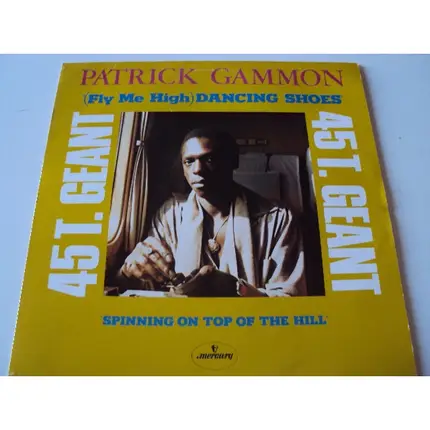 PATRICK GAMMON
(Fly Me High) DANCING SHOES
45 T. GEANT
45 T. GEANT
SPINNING ON TOP OF THE HILL
mercury